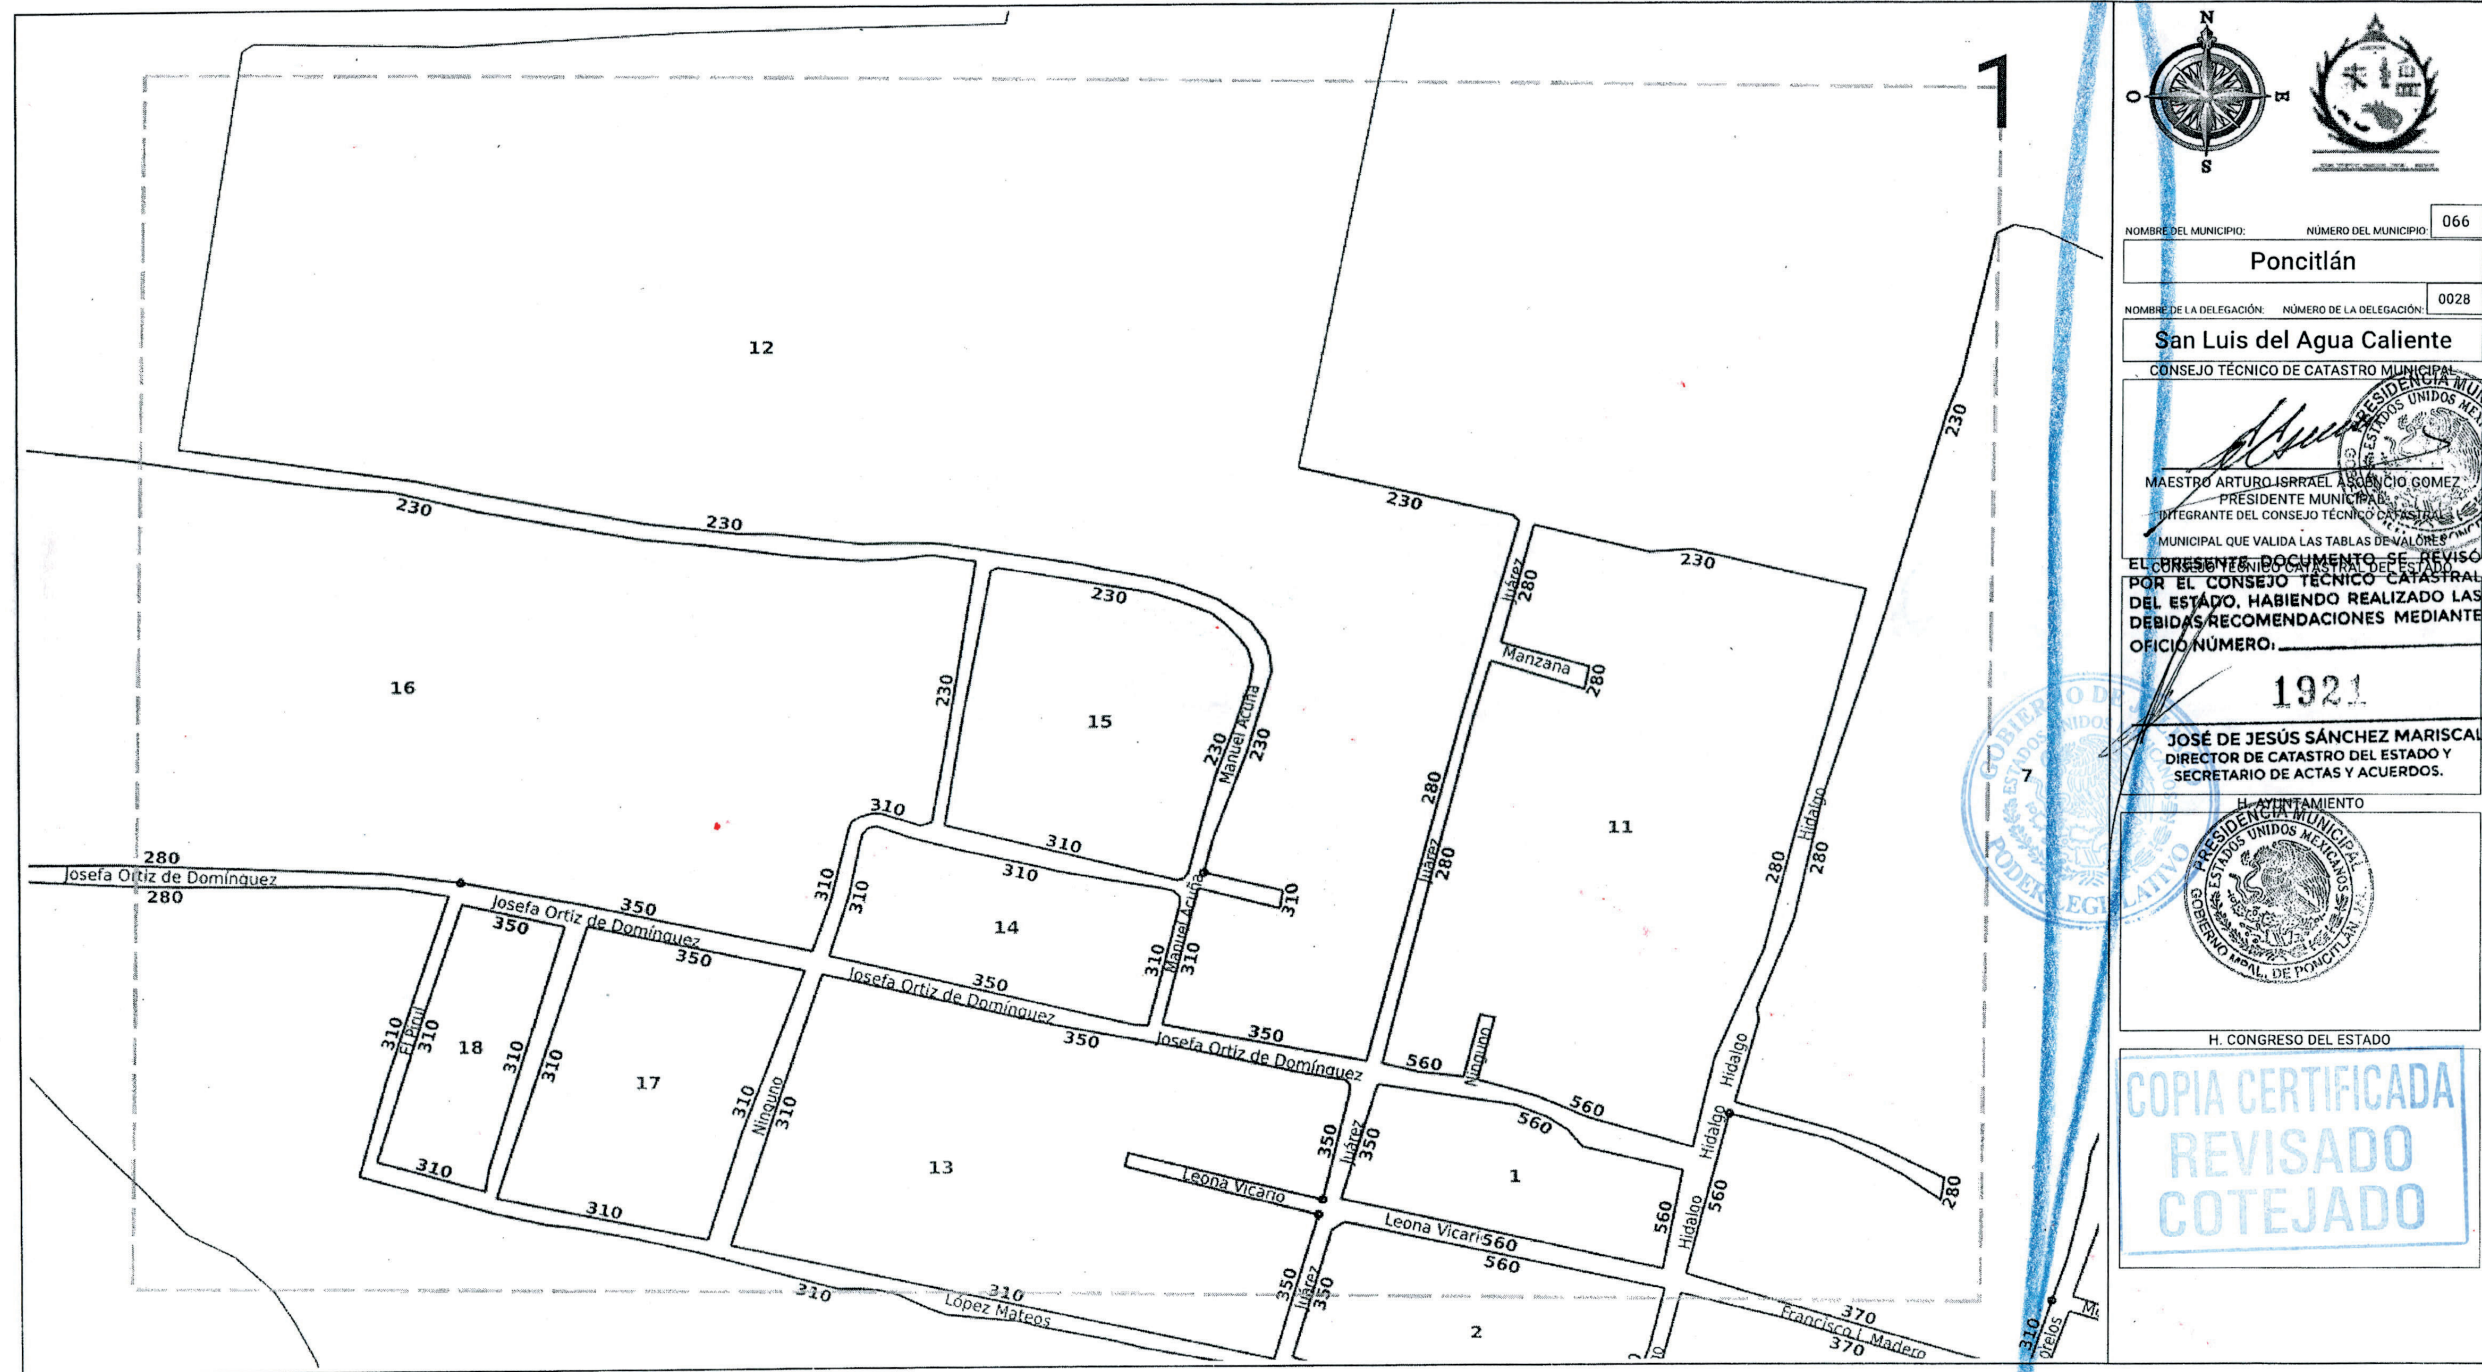 1
12
230
230
230
230
230
16
15
230
230
Manuel Acuña
230
310
310
310
310
310
310
14
Manuel Acuña
310
310
280
Josefa Ortiz de Domínguez
280
350
Josefa Ortiz de Domínguez
350
350
350
Josefa Ortiz de Domínguez
350
350
Josefa Ortiz de Domínguez
310
El Pirul
310
18
310
310
17
310
Ninguno
310
310
310
13
310
310
López Mateos
Juárez
280
Manzana
280
280
Juárez
280
11
230
280
Hidalgo
280
Ninguno
560
560
560
Hidalgo
Hidalgo
280
350
Juárez
350
Leona Vicario
1
560
Hidalgo
560
Leona Vicari
560
560
350
Juárez
350
2
370
Francisco I. Madero
370
7
310
N
O
E
S
066
NOMBRE DEL MUNICIPIO: NÚMERO DEL MUNICIPIO:
Poncitlán
0028
NOMBRE DE LA DELEGACIÓN: NÚMERO DE LA DELEGACIÓN:
San Luis del Agua Caliente
CONSEJO TÉCNICO DE CATASTRO MUNICIPAL
MAESTRO ARTURO ISRRAEL ASCENCIO GOMEZ
PRESIDENTE MUNICIPAL
INTEGRANTE DEL CONSEJO TÉCNICO CATASTRAL
MUNICIPAL QUE VALIDA LAS TABLAS DE VALORES
CONSEJO TÉCNICO CATASTRAL DEL ESTADO
EL PRESENTE DOCUMENTO SE REVISÓ
POR EL CONSEJO TÉCNICO CATASTRAL
DEL ESTADO, HABIENDO REALIZADO LAS
DEBIDAS RECOMENDACIONES MEDIANTE
OFICIO NÚMERO:
1921
JOSÉ DE JESÚS SÁNCHEZ MARISCAL
DIRECTOR DE CATASTRO DEL ESTADO Y
SECRETARIO DE ACTAS Y ACUERDOS.
PODER LEGISLATIVO
H. AYUNTAMIENTO
PRESIDENCIA MUNICIPAL
ESTADOS UNIDOS MEXICANOS
GOBIERNO MPAL. DE PONCITLAN, JAL.
H. CONGRESO DEL ESTADO
COPIA CERTIFICADA
REVISADO
COTEJADO